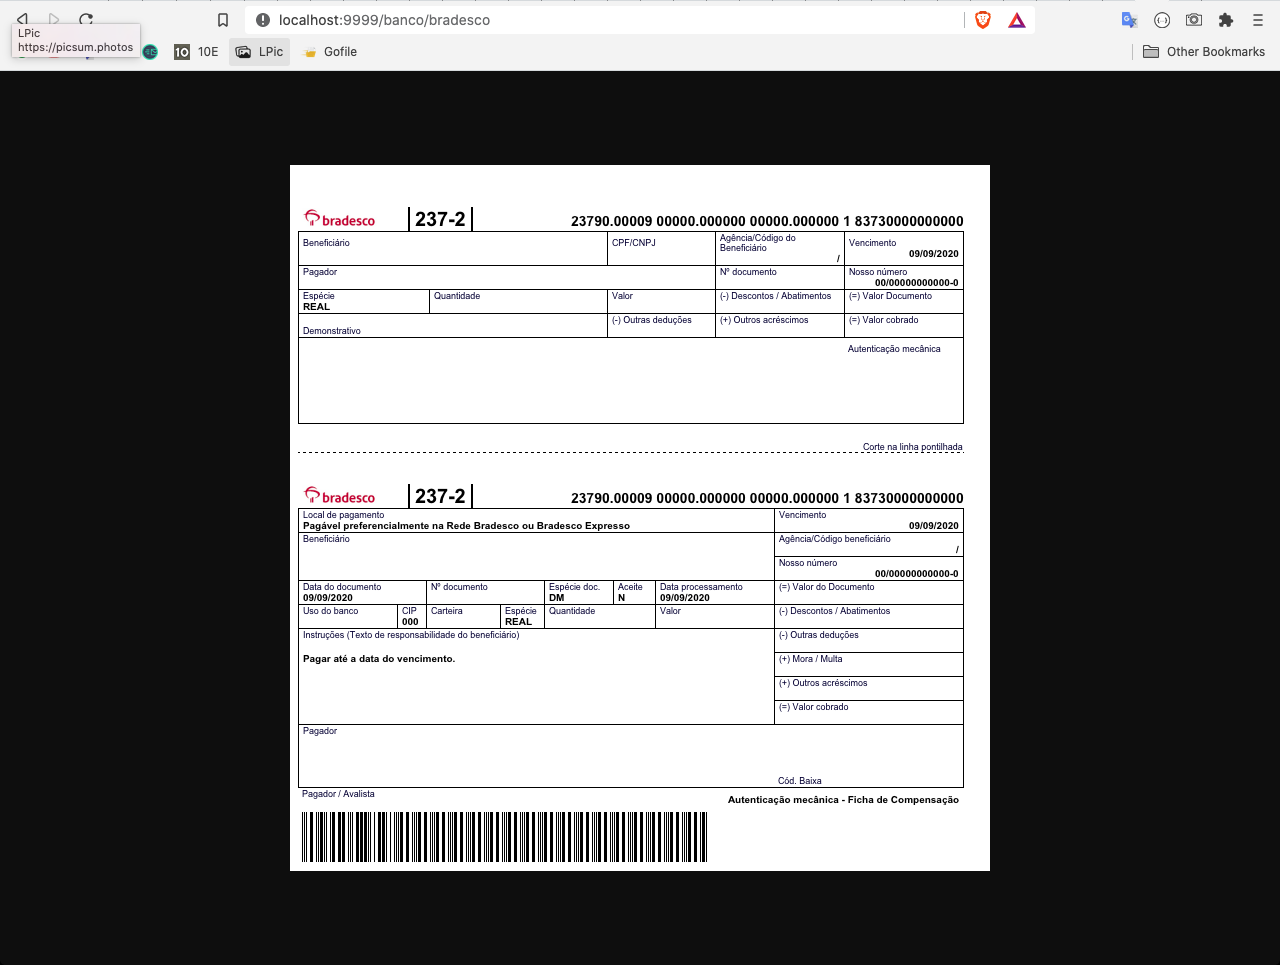 localhost:9999/banco/bradesco
LPic
https://picsum.photos
10 10E LPic Gofile Other Bookmarks
bradesco 237-2 23790.00009 00000.000000 00000.000000 1 83730000000000
Beneficiário CPF/CNPJ Agência/Código do Beneficiário / Vencimento 09/09/2020
Pagador Nº documento Nosso número 00/00000000000-0
Espécie REAL Quantidade Valor (-) Descontos / Abatimentos (=) Valor Documento
Demonstrativo (-) Outras deduções (+) Outros acréscimos (=) Valor cobrado
Autenticação mecânica
Corte na linha pontilhada
bradesco 237-2 23790.00009 00000.000000 00000.000000 1 83730000000000
Local de pagamento Vencimento
Pagável preferencialmente na Rede Bradesco ou Bradesco Expresso 09/09/2020
Beneficiário Agência/Código beneficiário
/
Nosso número
00/00000000000-0
Data do documento Nº documento Espécie doc. Aceite Data processamento (=) Valor do Documento
09/09/2020 DM N 09/09/2020
Uso do banco CIP Carteira Espécie Quantidade Valor (-) Descontos / Abatimentos
000 REAL
Instruções (Texto de responsabilidade do beneficiário) (-) Outras deduções
Pagar até a data do vencimento. (+) Mora / Multa
(+) Outros acréscimos
(=) Valor cobrado
Pagador
Cód. Baixa
Pagador / Avalista
Autenticação mecânica - Ficha de Compensação